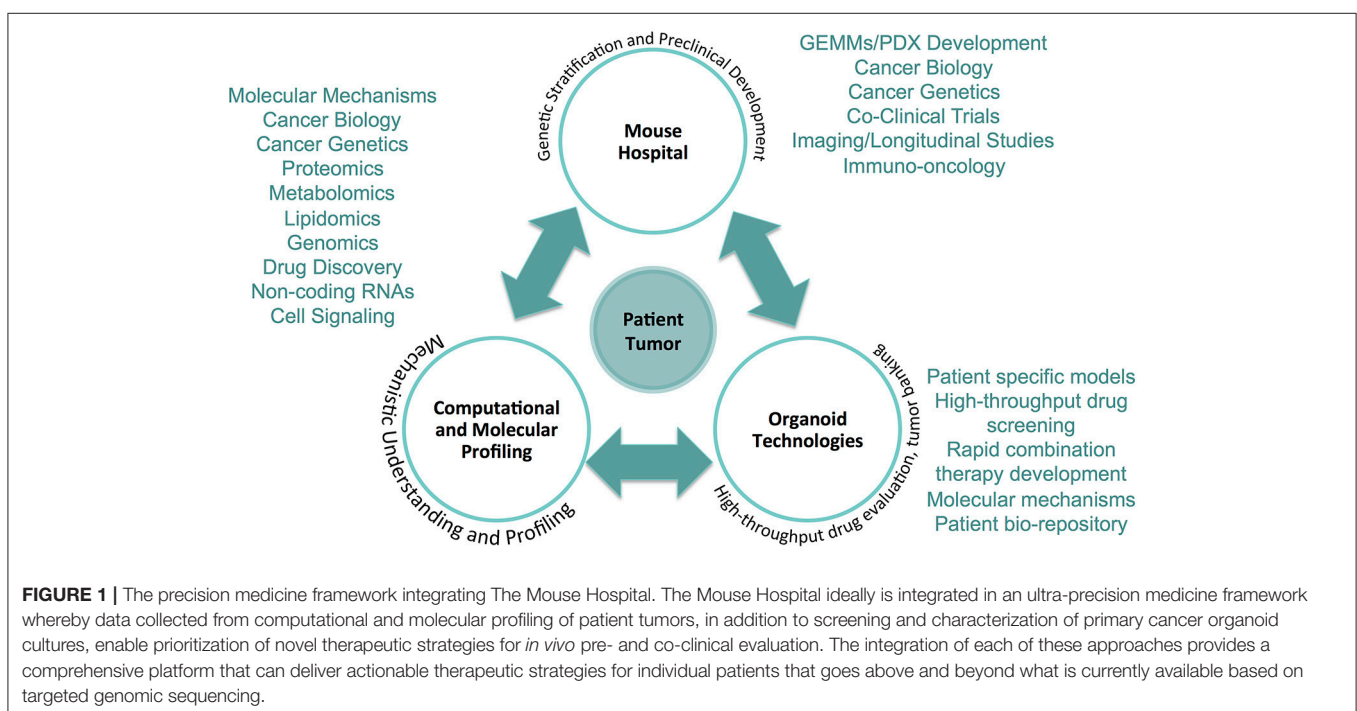 Genetic Stratification and Preclinical Development
Mouse
Hospital
GEMMs/PDX Development
Cancer Biology
Cancer Genetics
Co-Clinical Trials
Imaging/Longitudinal Studies
Immuno-oncology
Molecular Mechanisms
Cancer Biology
Cancer Genetics
Proteomics
Metabolomics
Lipidomics
Genomics
Drug Discovery
Non-coding RNAs
Cell Signaling
Patient
Tumor
Mechanistic Understanding and Profiling
Computational
and Molecular
Profiling
Organoid
Technologies
High-throughput drug evaluation, tumor banking
Patient specific models
High-throughput drug
screening
Rapid combination
therapy development
Molecular mechanisms
Patient bio-repository
FIGURE 1 | The precision medicine framework integrating The Mouse Hospital. The Mouse Hospital ideally is integrated in an ultra-precision medicine framework
whereby data collected from computational and molecular profiling of patient tumors, in addition to screening and characterization of primary cancer organoid
cultures, enable prioritization of novel therapeutic strategies for in vivo pre- and co-clinical evaluation. The integration of each of these approaches provides a
comprehensive platform that can deliver actionable therapeutic strategies for individual patients that goes above and beyond what is currently available based on
targeted genomic sequencing.